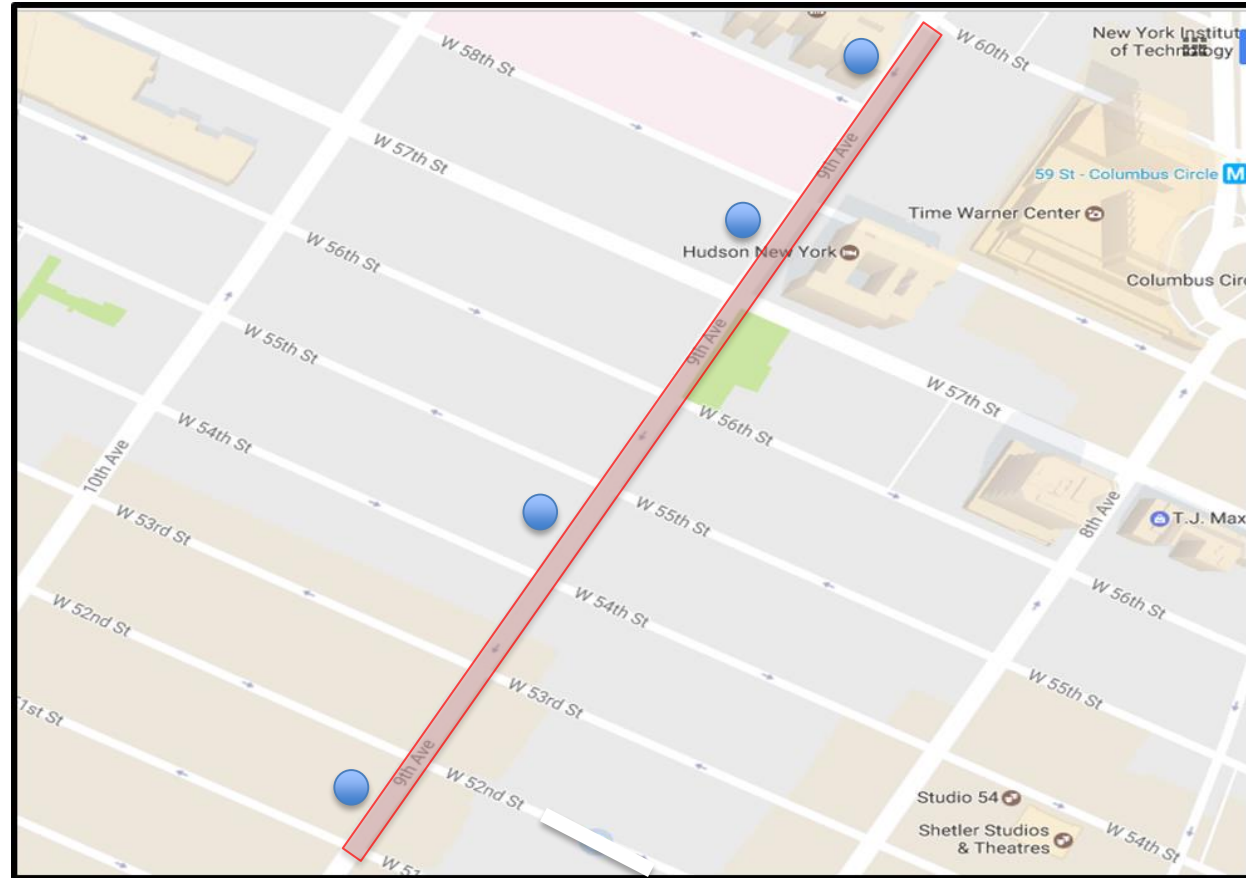 W 58th St
W 60th St
New York Institut
of Technology
W 57th St
9th Ave
59 St - Columbus Circle M
Time Warner Center
W 56th St
Hudson New York
Columbus Circ
W 55th St
9th Ave
W 57th St
W 54th St
W 56th St
10th Ave
8th Ave
T.J. Max
W 53rd St
W 55th St
W 52nd St
W 54th St
W 56th St
1st St
W 53rd St
W 55th St
9th Ave
W 52nd St
Studio 54
Shetler Studios
& Theatres
W 54th St
W 51